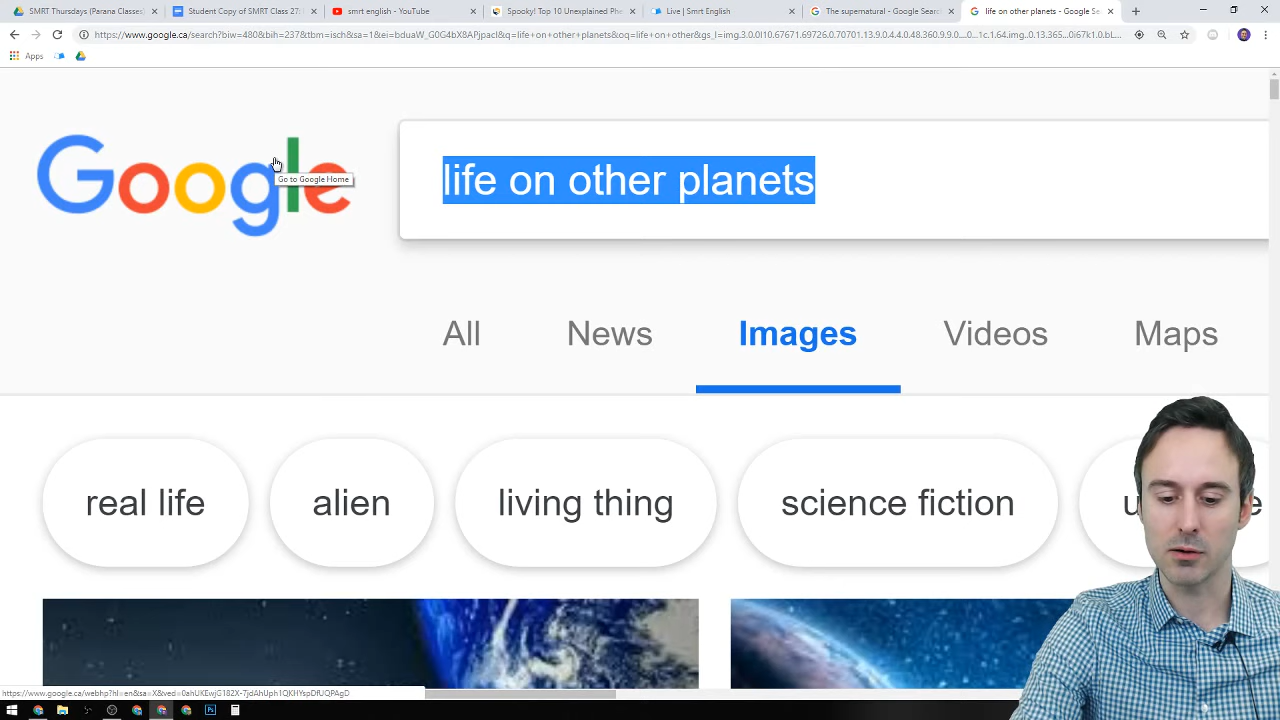 SMRT Thursdays (Parana Classes)
Student Copy of SMRT Class 27:
smrt english - YouTube
Spooky! Top 10 Unexplained Phe
Live | Smrt English
The supernatural - Google Searc
life on other planets - Google Se
Apps
Google
Go to Google Home
life on other planets
All
News
Images
Videos
Maps
real life
alien
living thing
science fiction